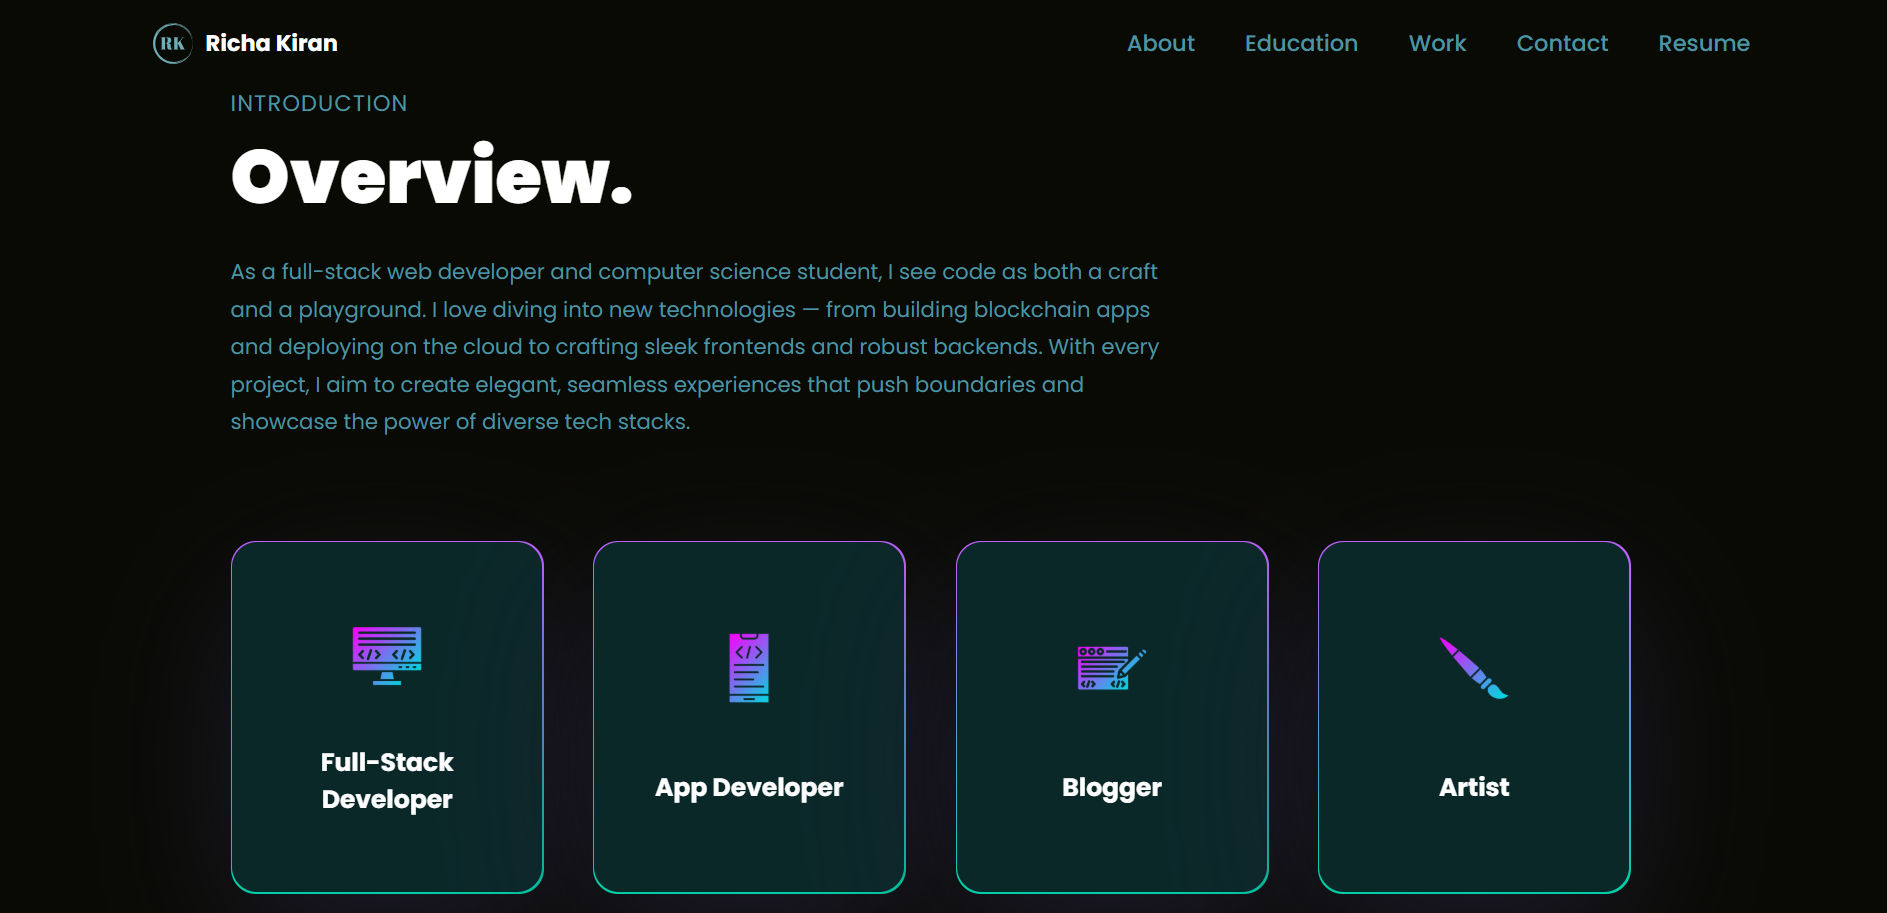 RK Richa Kiran
About Education Work Contact Resume
INTRODUCTION
Overview.
As a full-stack web developer and computer science student, I see code as both a craft
and a playground. I love diving into new technologies — from building blockchain apps
and deploying on the cloud to crafting sleek frontends and robust backends. With every
project, I aim to create elegant, seamless experiences that push boundaries and
showcase the power of diverse tech stacks.
Full-Stack
Developer
App Developer
Blogger
Artist